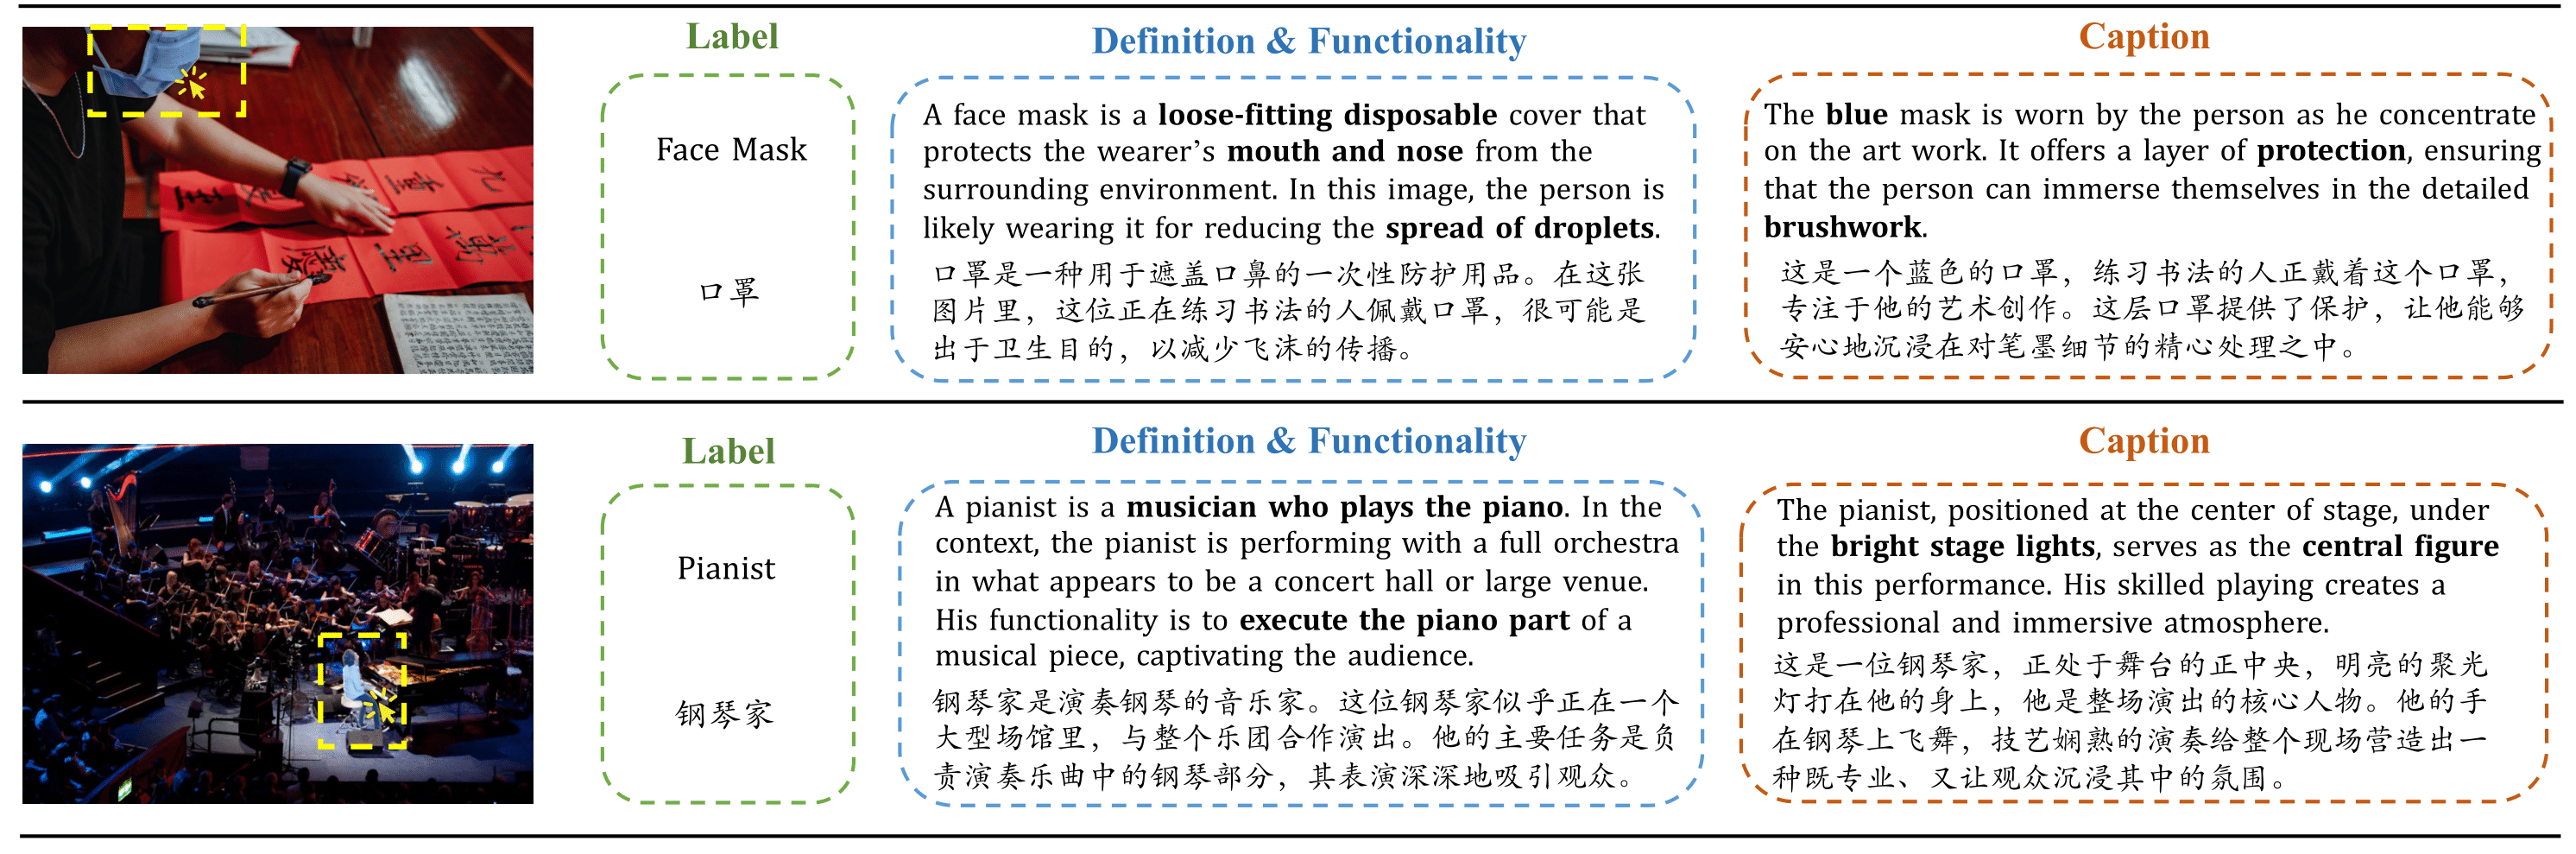 Label
Face Mask
口罩
Definition & Functionality
A face mask is a loose-fitting disposable cover that
protects the wearer's mouth and nose from the
surrounding environment. In this image, the person is
likely wearing it for reducing the spread of droplets.
口罩是一种用于遮盖口鼻的一次性防护用品。在这张
图片里，这位正在练习书法的人佩戴口罩，很可能是
出于卫生目的，以减少飞沫的传播。
Caption
The blue mask is worn by the person as he concentrate
on the art work. It offers a layer of protection, ensuring
that the person can immerse themselves in the detailed
brushwork.
这是一个蓝色的口罩，练习书法的人正戴着这个口罩，
专注于他的艺术创作。这层口罩提供了保护，让他能够
安心地沉浸在对笔墨细节的精心处理之中。
Label
Pianist
钢琴家
Definition & Functionality
A pianist is a musician who plays the piano. In the
context, the pianist is performing with a full orchestra
in what appears to be a concert hall or large venue.
His functionality is to execute the piano part of a
musical piece, captivating the audience.
钢琴家是演奏钢琴的音乐家。这位钢琴家似乎正在一个
大型场馆里，与整个乐团合作演出。他的主要任务是负
责演奏乐曲中的钢琴部分，其表演深深地吸引观众。
Caption
The pianist, positioned at the center of stage, under
the bright stage lights, serves as the central figure
in this performance. His skilled playing creates a
professional and immersive atmosphere.
这是一位钢琴家，正处于舞台的正中央，明亮的聚光
灯打在他的身上，他是整场演出的核心人物。他的手
在钢琴上飞舞，技艺娴熟的演奏给整个现场营造出一
种既专业、又让观众沉浸其中的氛围。